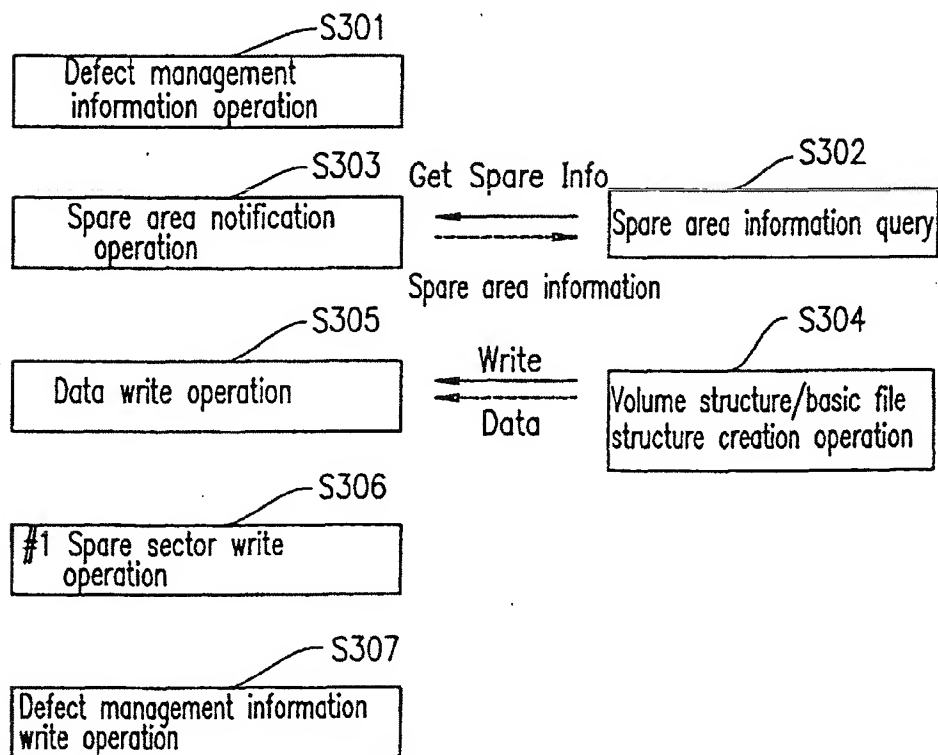 S301
Defect management
information operation
S303
Spare area notification
operation
Get Spare Info
Spare area information
S302
Spare area information query
S305
Data write operation
Write
Data
S304
Volume structure/basic file
structure creation operation
S306
#1 Spare sector write
operation
S307
Defect management information
write operation